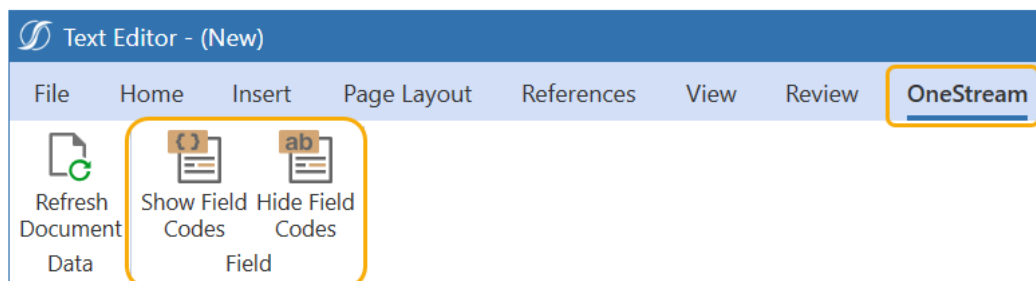 Text Editor - (New)
File Home Insert Page Layout References View Review OneStream
{ } ab
Refresh Show Field Hide Field
Document Codes Codes
Data Field